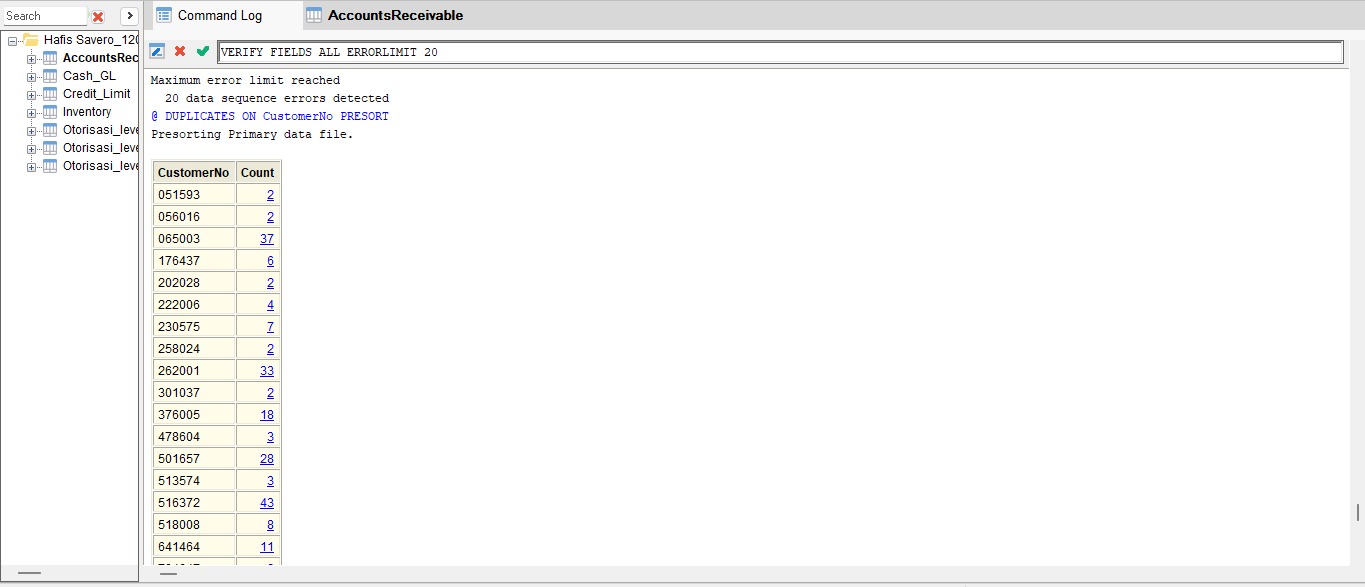 Search
Command Log
AccountsReceivable
Hafis Savero_120
AccountsRec
Cash_GL
Credit_Limit
Inventory
Otorisasi_leve
Otorisasi_leve
Otorisasi_leve
VERIFY FIELDS ALL ERRORLIMIT 20
Maximum error limit reached
20 data sequence errors detected
@ DUPLICATES ON CustomerNo PRESORT
Presorting Primary data file.
CustomerNo Count
051593 2
056016 2
065003 37
176437 6
202028 2
222006 4
230575 7
258024 2
262001 33
301037 2
376005 18
478604 3
501657 28
513574 3
516372 43
518008 8
641464 11